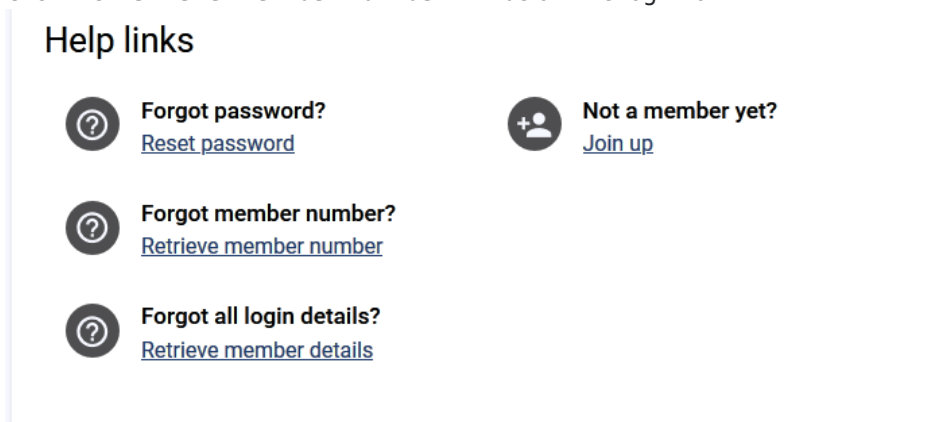 Help links
Forgot password?
Reset password
Not a member yet?
Join up
Forgot member number?
Retrieve member number
Forgot all login details?
Retrieve member details